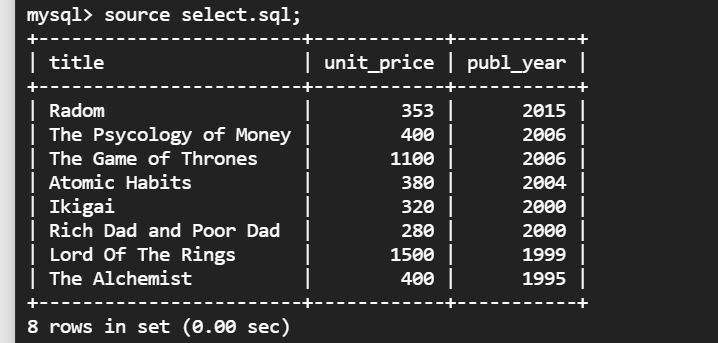 mysql> source select.sql;
+-------------------------+------------+-----------+
| title                   | unit_price | publ_year |
+-------------------------+------------+-----------+
| Radom                   |        353 |      2015 |
| The Psycology of Money  |        400 |      2006 |
| The Game of Thrones     |       1100 |      2006 |
| Atomic Habits           |        380 |      2004 |
| Ikigai                  |        320 |      2000 |
| Rich Dad and Poor Dad   |        280 |      2000 |
| Lord Of The Rings       |       1500 |      1999 |
| The Alchemist           |        400 |      1995 |
+-------------------------+------------+-----------+
8 rows in set (0.00 sec)